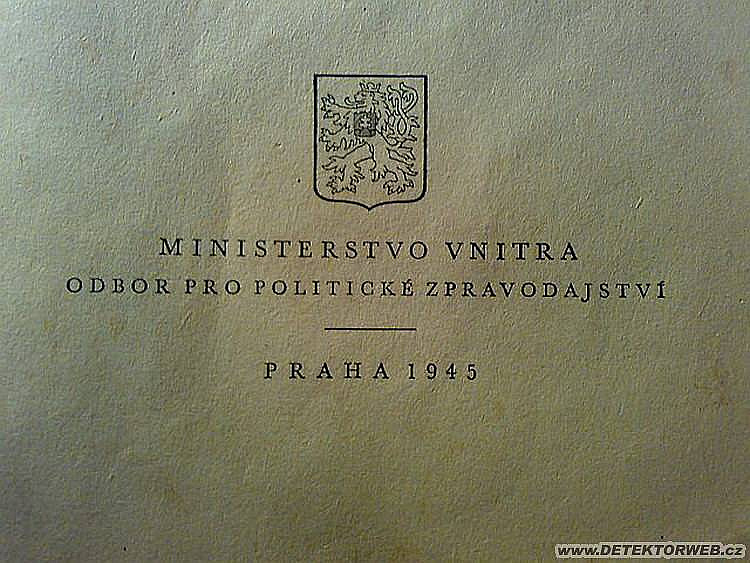 MINISTERSTVO VNITRA
ODBOR PRO POLITICKÉ ZPRAVODAJSTVÍ
PRAHA 1945
www.DETEKTORWEB.cz